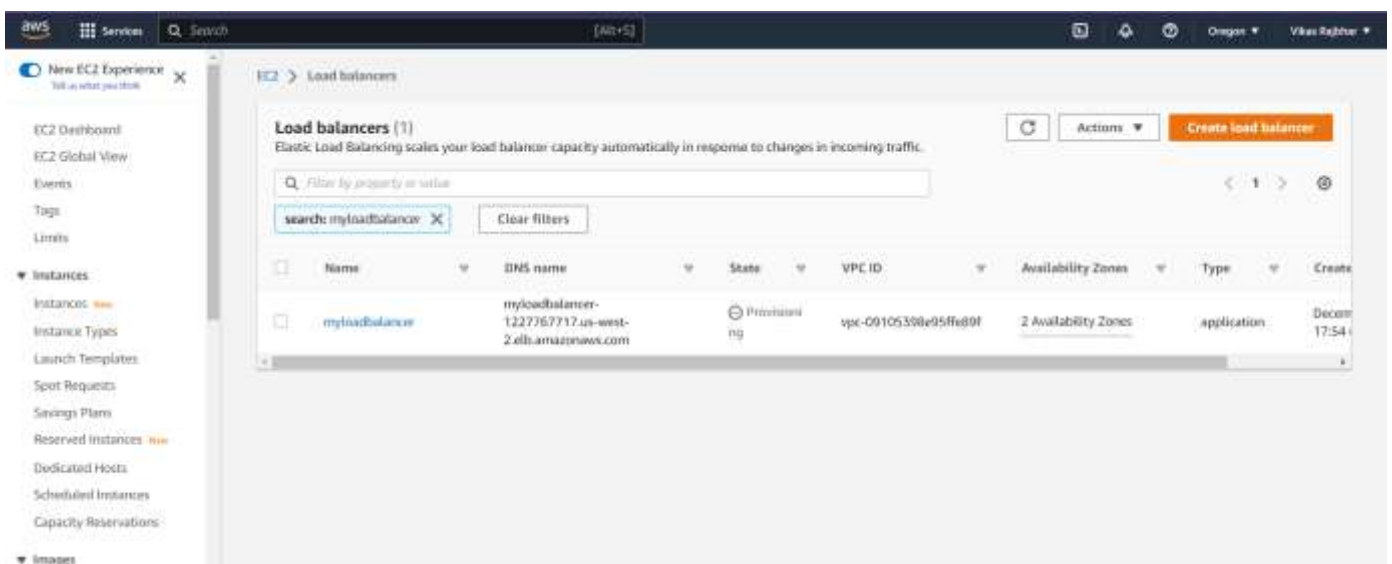 aws
Services
Search
[Alt+S]
Oregon
Vikas Rajbhar
New EC2 Experience
Tell us what you think
EC2 Dashboard
EC2 Global View
Events
Tags
Limits
Instances
Instances New
Instance Types
Launch Templates
Spot Requests
Savings Plans
Reserved Instances New
Dedicated Hosts
Scheduled Instances
Capacity Reservations
Images
EC2 > Load balancers
Load balancers (1)
Elastic Load Balancing scales your load balancer capacity automatically in response to changes in incoming traffic.
Actions
Create load balancer
Filter by property or value
1
search: myloadbalancer
Clear filters
Name DNS name State VPC ID Availability Zones Type Create
myloadbalancer
myloadbalancer-
1227767717.us-west-
2.elb.amazonaws.com
Provisioni
ng
vpc-09105398e95ffe89f
2 Availability Zones
application
Decem
17:54